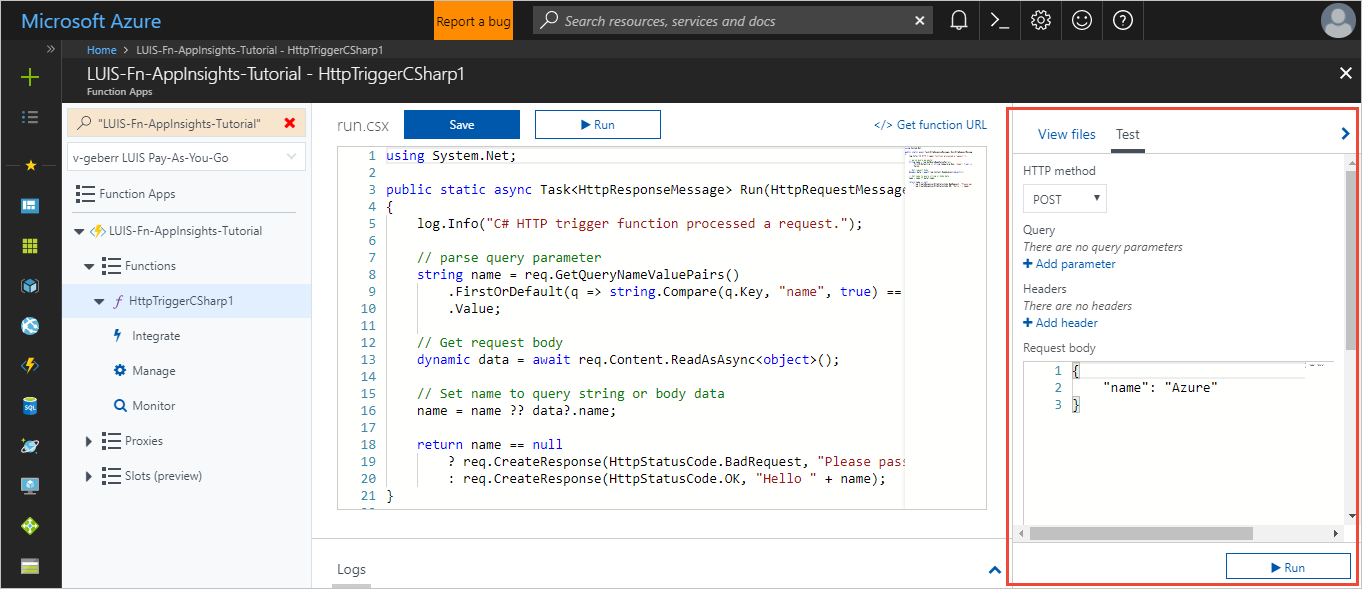 Microsoft Azure
Report a bug
Search resources, services and docs
Home > LUIS-Fn-AppInsights-Tutorial - HttpTriggerCSharp1
LUIS-Fn-AppInsights-Tutorial - HttpTriggerCSharp1
Function Apps
"LUIS-Fn-AppInsights-Tutorial"
v-geberr LUIS Pay-As-You-Go
Function Apps
LUIS-Fn-AppInsights-Tutorial
Functions
HttpTriggerCSharp1
Integrate
Manage
Monitor
Proxies
Slots (preview)
SQL
run.csx
Save
Run
</> Get function URL
1 using System.Net;
2
3 public static async Task<HttpResponseMessage> Run(HttpRequestMessage
4 {
5 log.Info("C# HTTP trigger function processed a request.");
6
7 // parse query parameter
8 string name = req.GetQueryNameValuePairs()
9 .FirstOrDefault(q => string.Compare(q.Key, "name", true) ==
10 .Value;
11
12 // Get request body
13 dynamic data = await req.Content.ReadAsAsync<object>();
14
15 // Set name to query string or body data
16 name = name ?? data?.name;
17
18 return name == null
19 ? req.CreateResponse(HttpStatusCode.BadRequest, "Please pas
20 : req.CreateResponse(HttpStatusCode.OK, "Hello " + name);
21 }
Logs
View files
Test
HTTP method
POST
Query
There are no query parameters
+ Add parameter
Headers
There are no headers
+ Add header
Request body
1 {
2 "name": "Azure"
3 }
Run